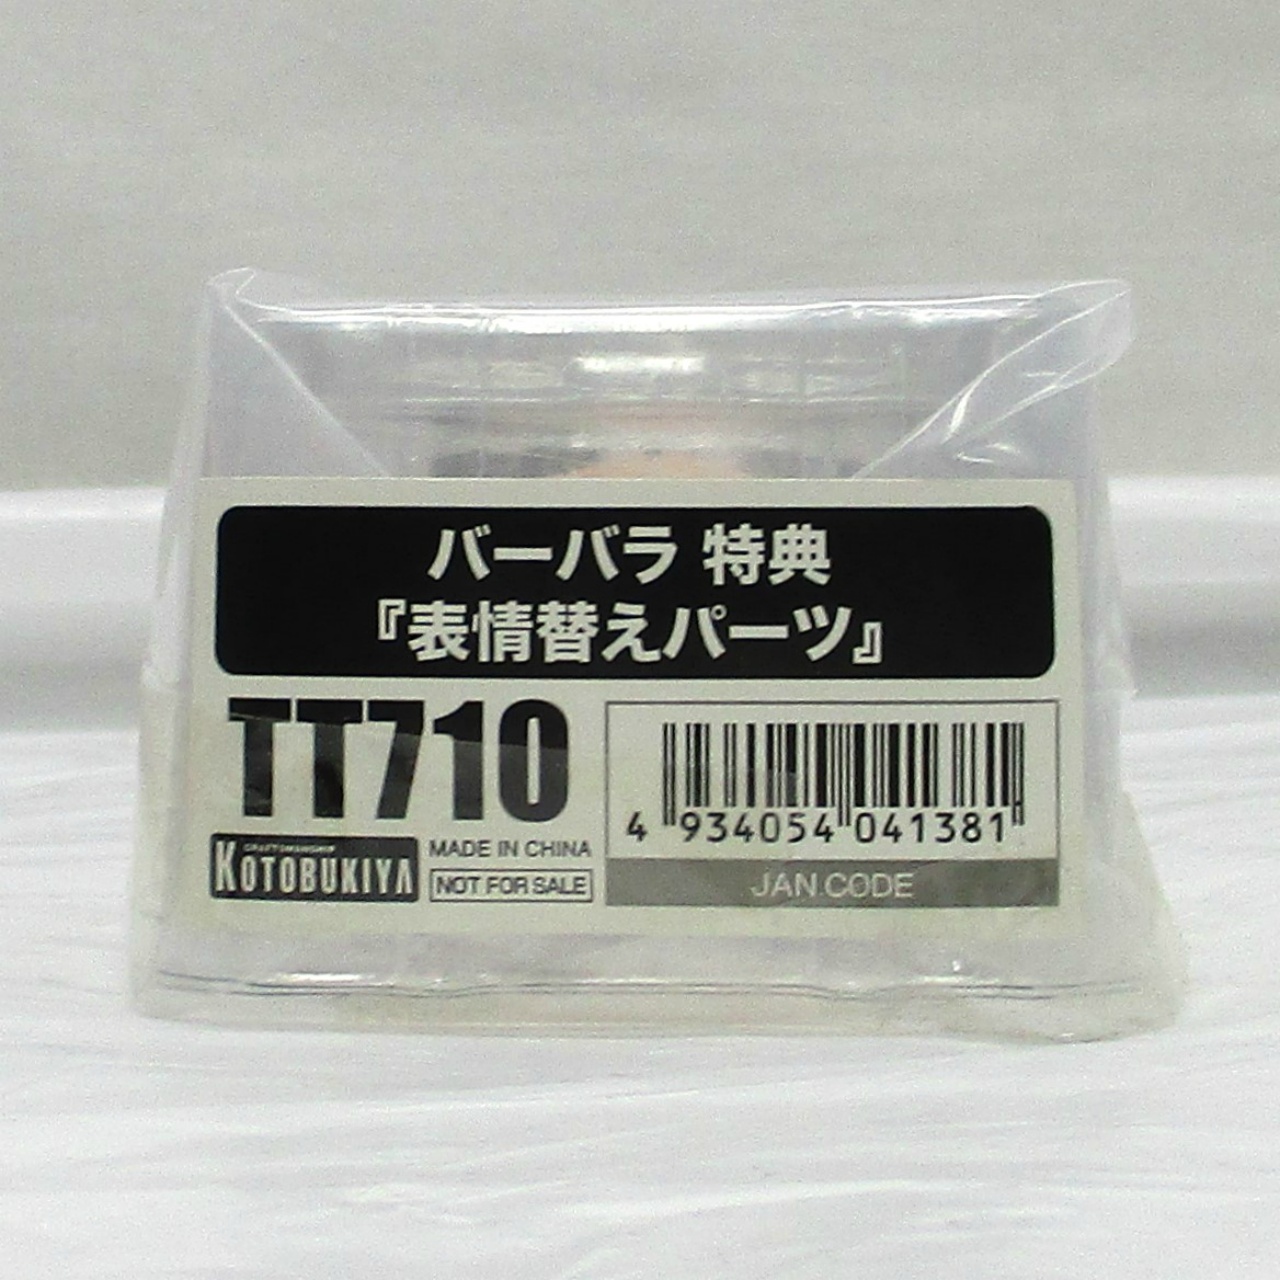 バーバラ 特典
『表情替えパーツ』
TT710
CRAFTSMANSHIP
KOTOBUKIYA
MADE IN CHINA
NOT FOR SALE
4 934054 041381
JAN.CODE